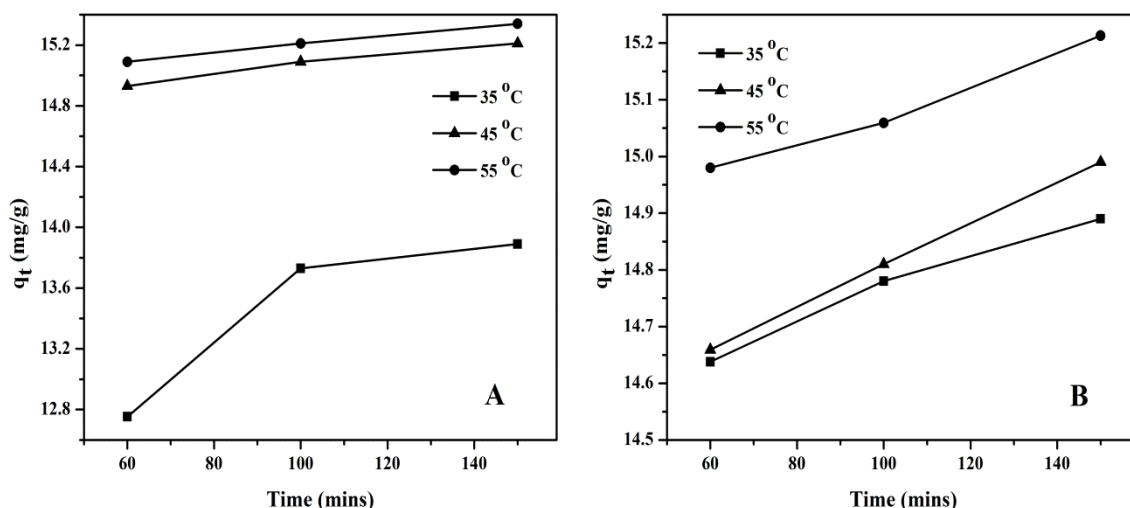 15.2
14.8
14.4
14.0
13.6
13.2
12.8
qt (mg/g)
35 °C
45 °C
55 °C
A
60 80 100 120 140
Time (mins)
15.2
15.1
15.0
14.9
14.8
14.7
14.6
14.5
qt (mg/g)
35 °C
45 °C
55 °C
B
60 80 100 120 140
Time (mins)